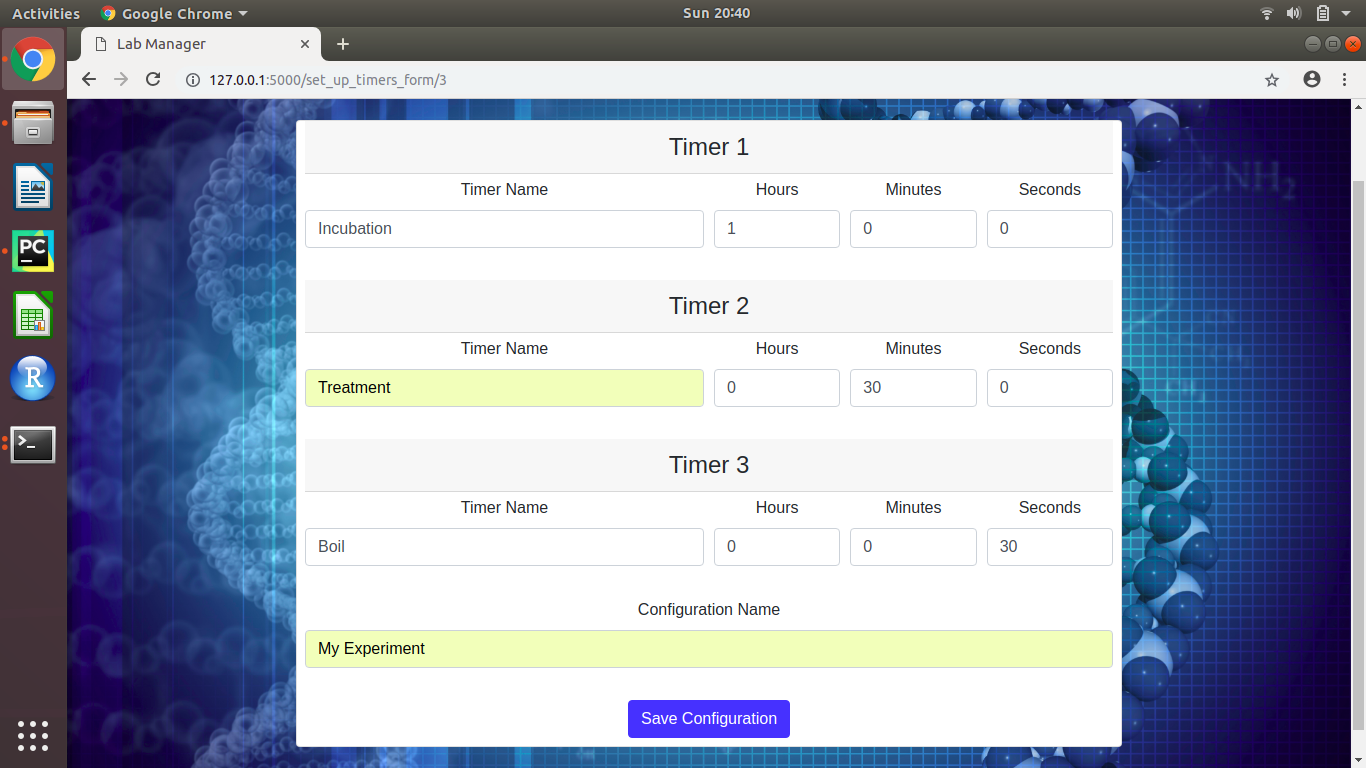 Activities Google Chrome Sun 20:40
Lab Manager
127.0.0.1:5000/set_up_timers_form/3
Timer 1
Timer Name Hours Minutes Seconds
Incubation 1 0 0
Timer 2
Timer Name Hours Minutes Seconds
Treatment 0 30 0
Timer 3
Timer Name Hours Minutes Seconds
Boil 0 0 30
Configuration Name
My Experiment
Save Configuration
NH2
PC
R